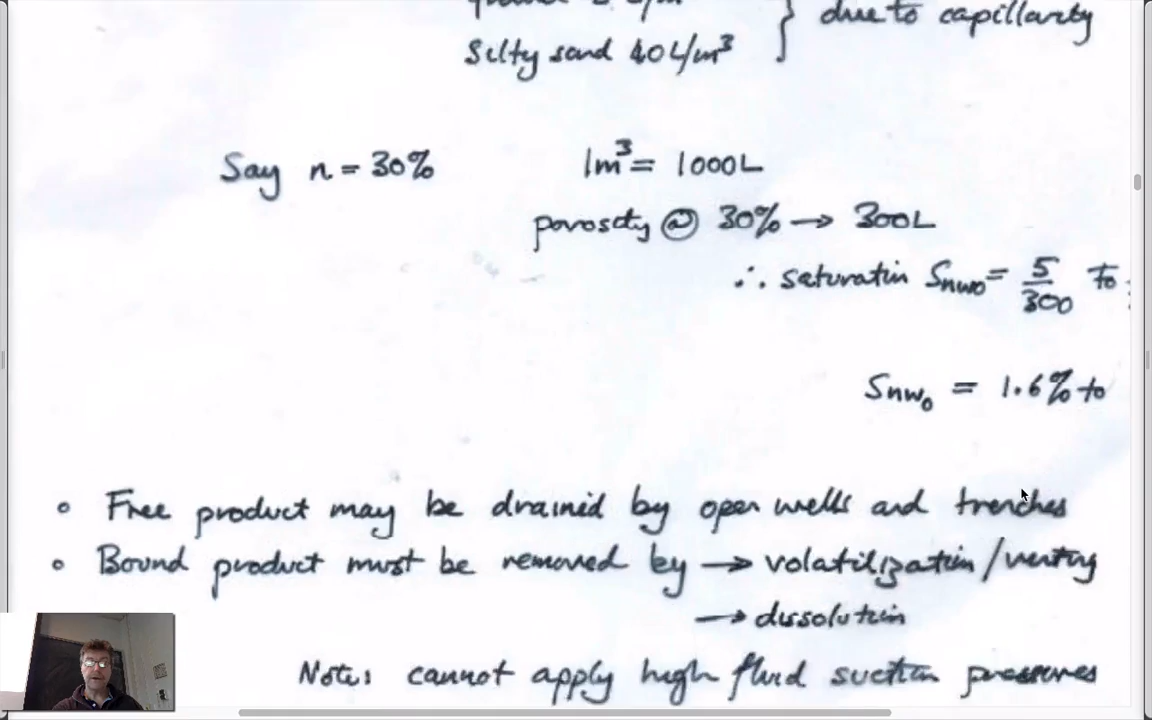 due to capillarity
Silty sand 40 L/m³
Say n = 30% 1m³ = 1000L
porosity @ 30% → 300L
∴ saturatin Snwo = 5/300 to
Snwo = 1.6% to
• Free product may be drained by open wells and trenches
• Bound product must be removed by → volatilization/venting
→ dissolution
Note: cannot apply high fluid suction pressures